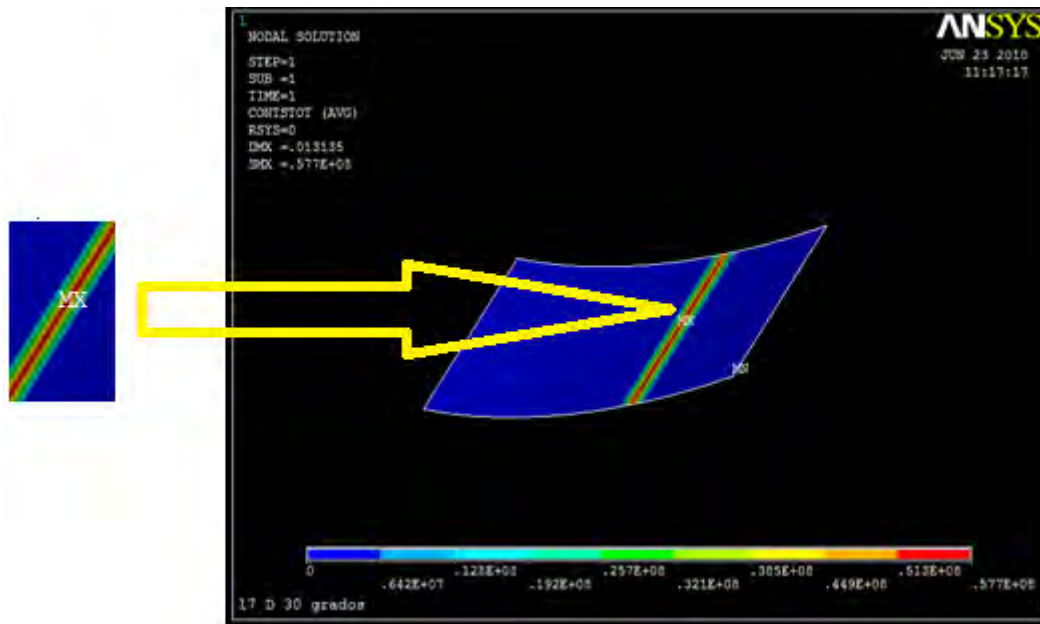 1
NODAL SOLUTION
STEP=1
SUB =1
TIME=1
CONTSTOT (AVG)
RSYS=0
DMX =.013135
SMX =.577E+08
ANSYS
JUN 23 2010
11:17:17
MX
MX
MN
0
.642E+07
.128E+08
.192E+08
.257E+08
.321E+08
.385E+08
.449E+08
.513E+08
.577E+08
17 D 30 grados